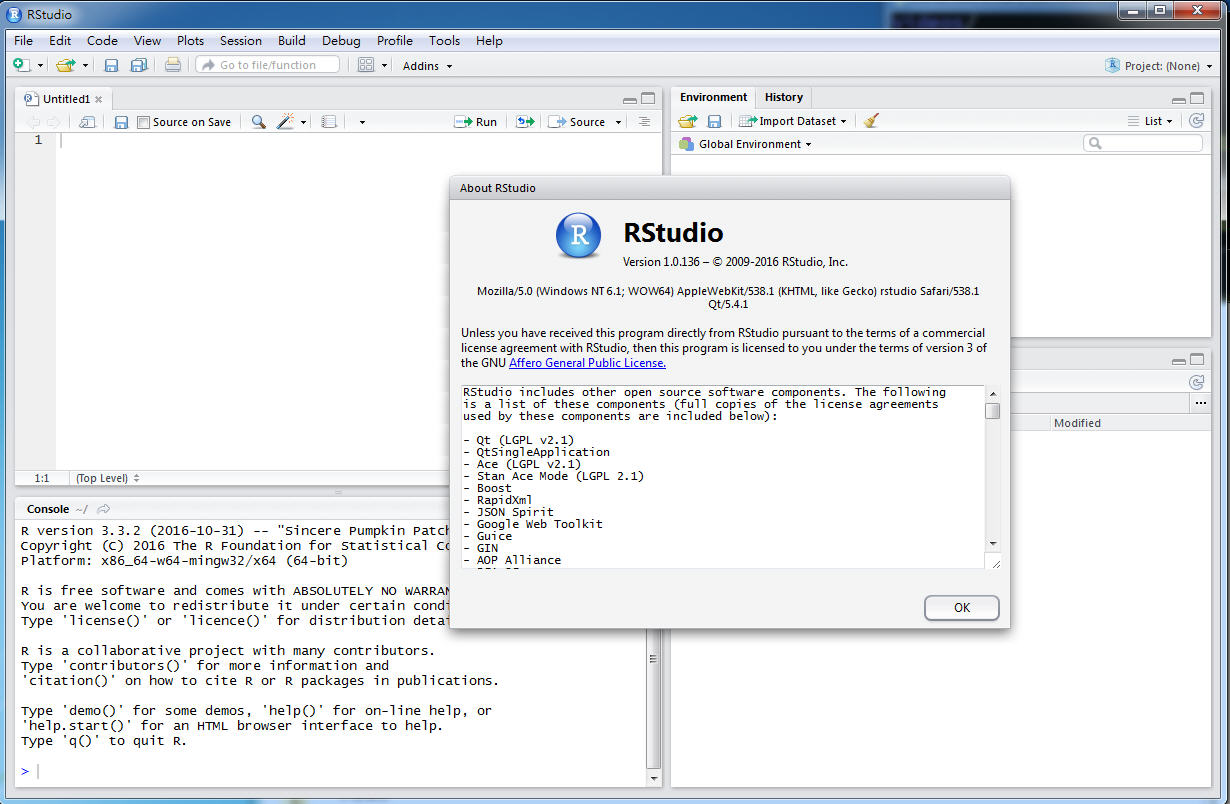 RStudio
File Edit Code View Plots Session Build Debug Profile Tools Help
Go to file/function Addins Project: (None)
Untitled1
Source on Save Run Source
1
1:1 (Top Level)
Console ~/
R version 3.3.2 (2016-10-31) -- "Sincere Pumpkin Patch
Copyright (C) 2016 The R Foundation for Statistical Co
Platform: x86_64-w64-mingw32/x64 (64-bit)
R is free software and comes with ABSOLUTELY NO WARRAN
You are welcome to redistribute it under certain condi
Type 'license()' or 'licence()' for distribution detai
R is a collaborative project with many contributors.
Type 'contributors()' for more information and
'citation()' on how to cite R or R packages in publications.
Type 'demo()' for some demos, 'help()' for on-line help, or
'help.start()' for an HTML browser interface to help.
Type 'q()' to quit R.
>
Environment History
Import Dataset List
Global Environment
Modified
About RStudio
R
RStudio
Version 1.0.136 – © 2009-2016 RStudio, Inc.
Mozilla/5.0 (Windows NT 6.1; WOW64) AppleWebKit/538.1 (KHTML, like Gecko) rstudio Safari/538.1
Qt/5.4.1
Unless you have received this program directly from RStudio pursuant to the terms of a commercial
license agreement with RStudio, then this program is licensed to you under the terms of version 3 of
the GNU Affero General Public License.
RStudio includes other open source software components. The following
is a list of these components (full copies of the license agreements
used by these components are included below):
- Qt (LGPL v2.1)
- QtSingleApplication
- Ace (LGPL v2.1)
- Stan Ace Mode (LGPL 2.1)
- Boost
- RapidXml
- JSON Spirit
- Google Web Toolkit
- Guice
- GIN
- AOP Alliance
OK